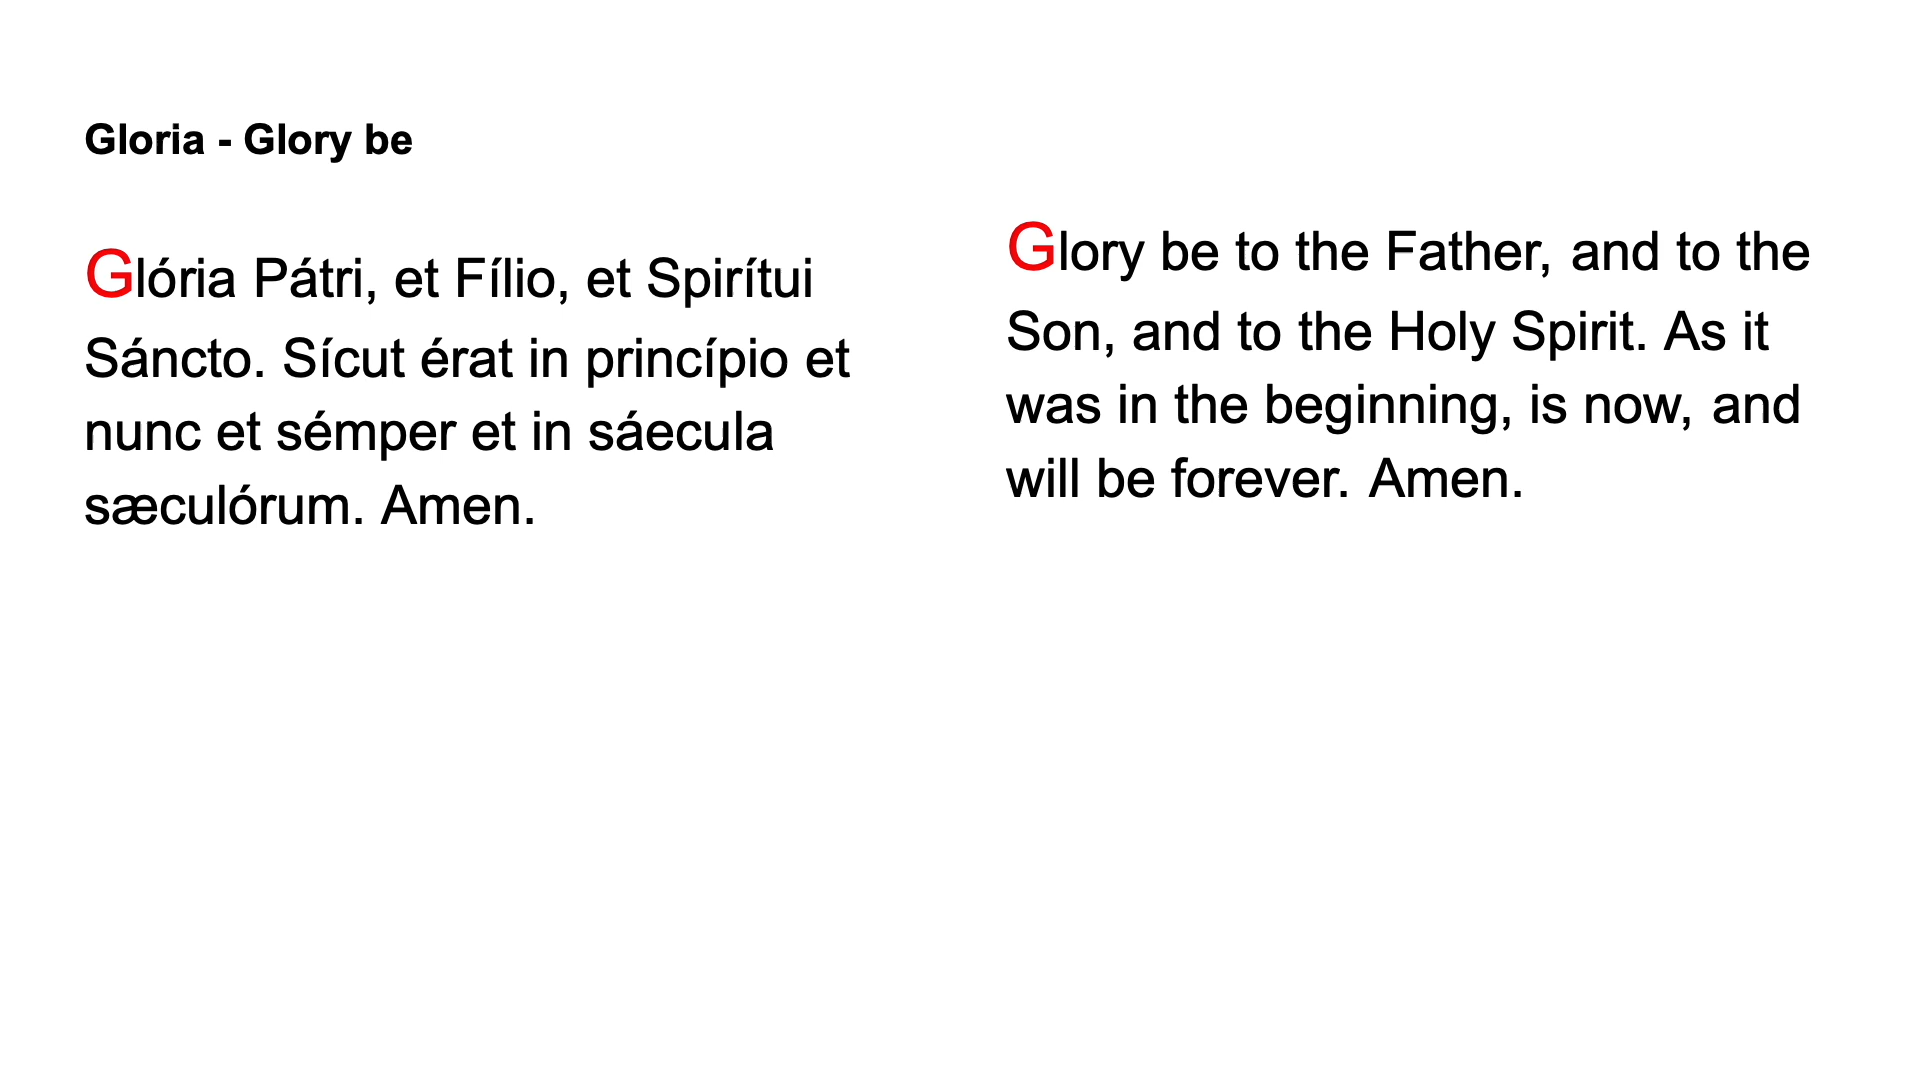 Gloria - Glory be
Glória Pátri, et Fílio, et Spirítui
Sáncto. Sícut érat in princípio et
nunc et sémper et in sáecula
sæculórum. Amen.
Glory be to the Father, and to the
Son, and to the Holy Spirit. As it
was in the beginning, is now, and
will be forever. Amen.